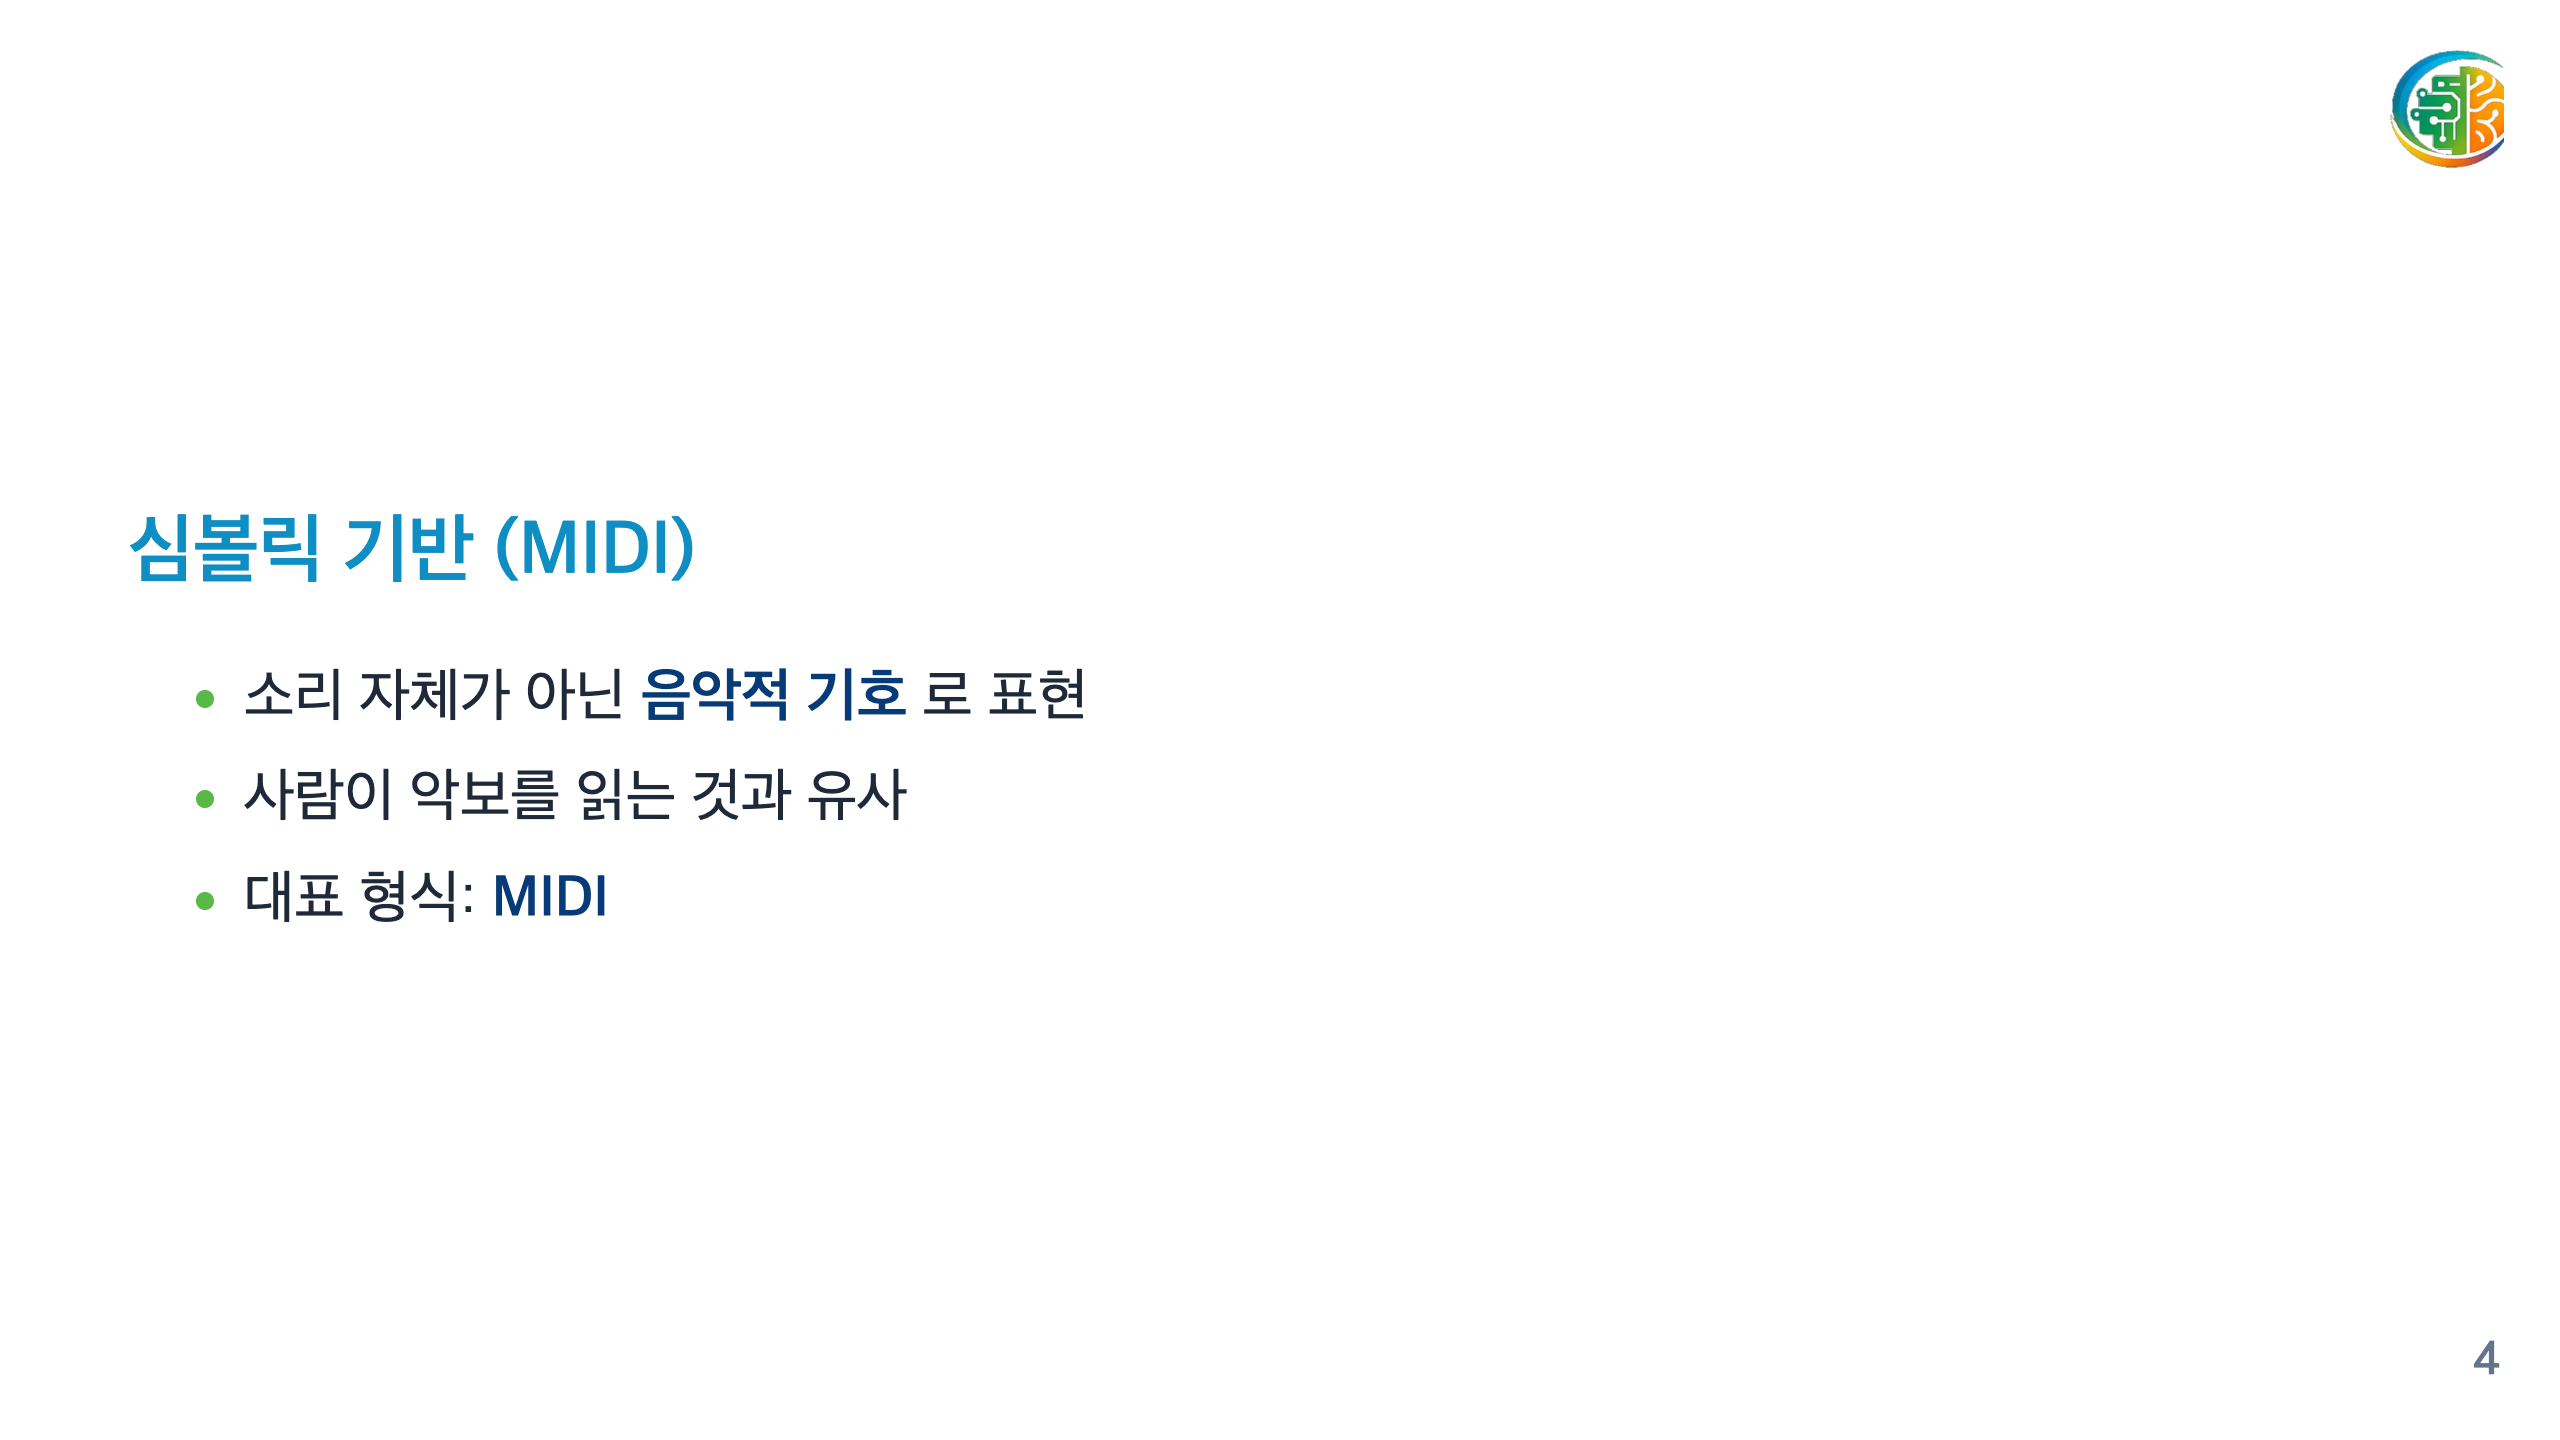 심볼릭 기반 (MIDI)
소리 자체가 아닌 음악적 기호 로 표현
사람이 악보를 읽는 것과 유사
대표 형식: MIDI
4